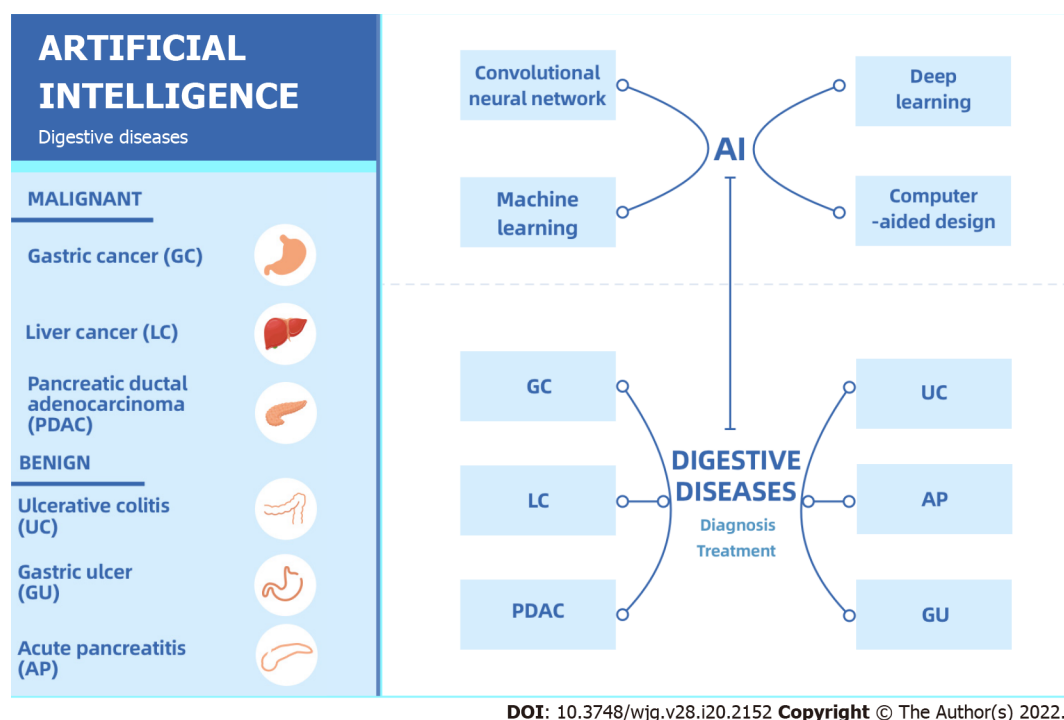 ARTIFICIAL
INTELLIGENCE
Digestive diseases
MALIGNANT
Gastric cancer (GC)
Liver cancer (LC)
Pancreatic ductal
adenocarcinoma
(PDAC)
BENIGN
Ulcerative colitis
(UC)
Gastric ulcer
(GU)
Acute pancreatitis
(AP)
Convolutional
neural network
Machine
learning
AI
Deep
learning
Computer
-aided design
GC
LC
PDAC
DIGESTIVE
DISEASES
Diagnosis
Treatment
UC
AP
GU
DOI: 10.3748/wjg.v28.i20.2152 Copyright © The Author(s) 2022.